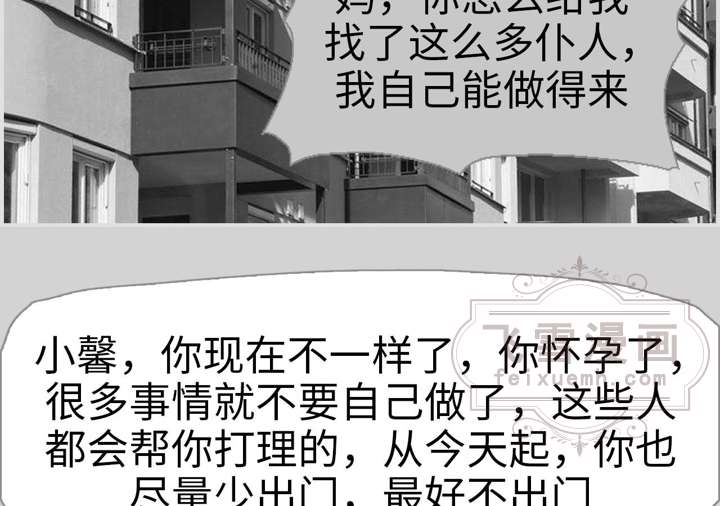 妈，你怎么给我
找了这么多仆人，
我自己能做得来
飞雪漫画
feixuemh.com
小馨，你现在不一样了，你怀孕了，
很多事情就不要自己做了，这些人
都会帮你打理的，从今天起，你也
尽量少出门，最好不出门